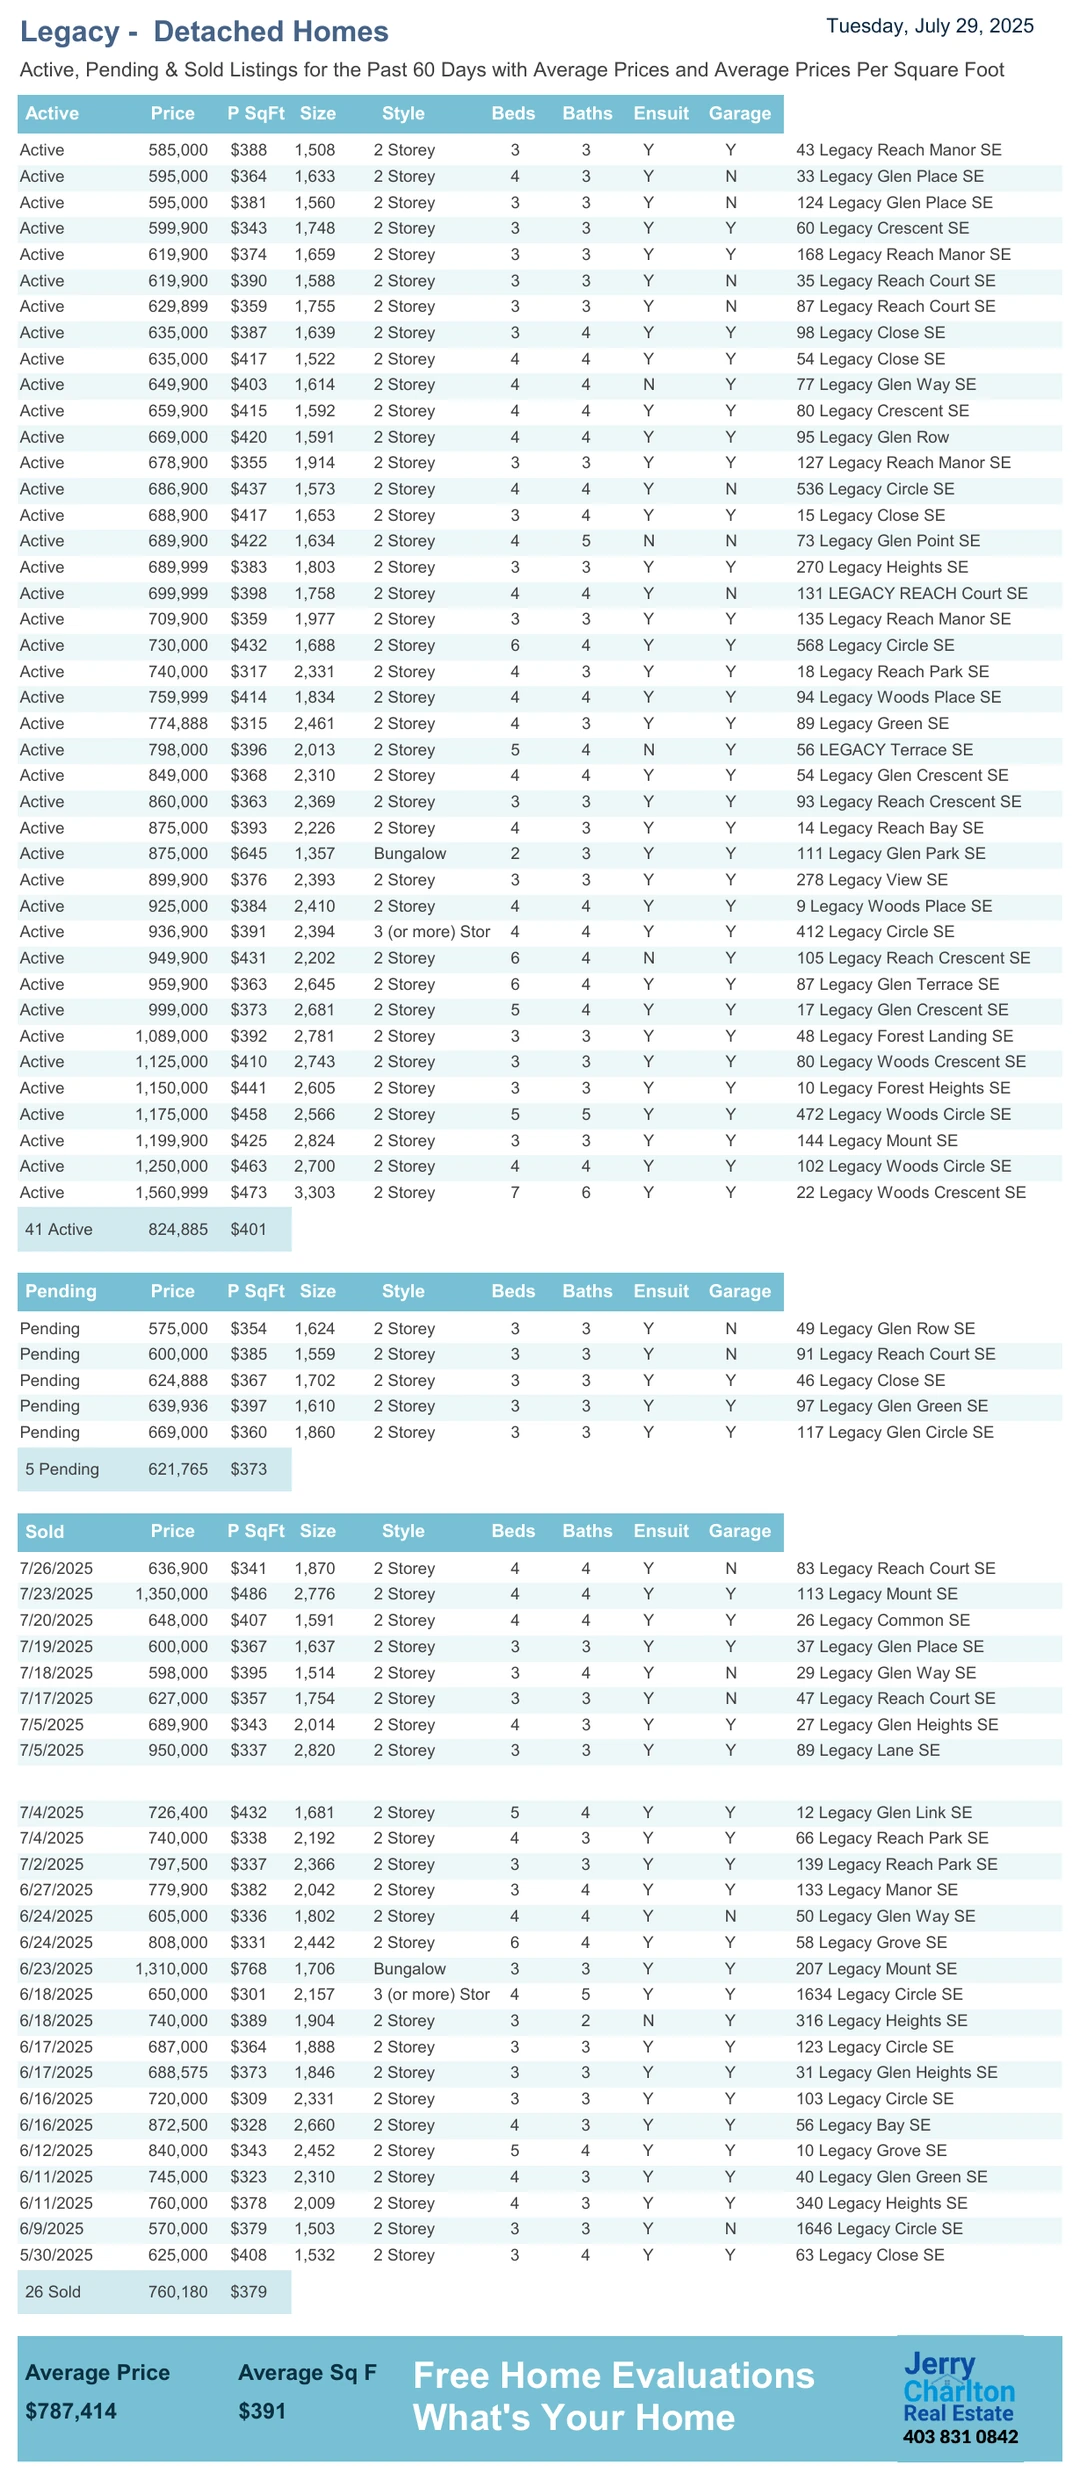 Legacy -  Detached Homes
Tuesday, July 29, 2025
Active, Pending & Sold Listings for the Past 60 Days with Average Prices and Average Prices Per Square Foot
Active Price P SqFt Size Style Beds Baths Ensuit Garage
Active 585,000 $388 1,508 2 Storey 3 3 Y Y 43 Legacy Reach Manor SE
Active 595,000 $364 1,633 2 Storey 4 3 Y N 33 Legacy Glen Place SE
Active 595,000 $381 1,560 2 Storey 3 3 Y N 124 Legacy Glen Place SE
Active 599,900 $343 1,748 2 Storey 3 3 Y Y 60 Legacy Crescent SE
Active 619,900 $374 1,659 2 Storey 3 3 Y Y 168 Legacy Reach Manor SE
Active 619,900 $390 1,588 2 Storey 3 3 Y N 35 Legacy Reach Court SE
Active 629,899 $359 1,755 2 Storey 3 3 Y N 87 Legacy Reach Court SE
Active 635,000 $387 1,639 2 Storey 3 4 Y Y 98 Legacy Close SE
Active 635,000 $417 1,522 2 Storey 4 4 Y Y 54 Legacy Close SE
Active 649,900 $403 1,614 2 Storey 4 4 N Y 77 Legacy Glen Way SE
Active 659,900 $415 1,592 2 Storey 4 4 Y Y 80 Legacy Crescent SE
Active 669,000 $420 1,591 2 Storey 4 4 Y Y 95 Legacy Glen Row
Active 678,900 $355 1,914 2 Storey 3 3 Y Y 127 Legacy Reach Manor SE
Active 686,900 $437 1,573 2 Storey 4 4 Y N 536 Legacy Circle SE
Active 688,900 $417 1,653 2 Storey 3 4 Y Y 15 Legacy Close SE
Active 689,900 $422 1,634 2 Storey 4 5 N N 73 Legacy Glen Point SE
Active 689,999 $383 1,803 2 Storey 3 3 Y Y 270 Legacy Heights SE
Active 699,999 $398 1,758 2 Storey 4 4 Y N 131 LEGACY REACH Court SE
Active 709,900 $359 1,977 2 Storey 3 3 Y Y 135 Legacy Reach Manor SE
Active 730,000 $432 1,688 2 Storey 6 4 Y Y 568 Legacy Circle SE
Active 740,000 $317 2,331 2 Storey 4 3 Y Y 18 Legacy Reach Park SE
Active 759,999 $414 1,834 2 Storey 4 4 Y Y 94 Legacy Woods Place SE
Active 774,888 $315 2,461 2 Storey 4 3 Y Y 89 Legacy Green SE
Active 798,000 $396 2,013 2 Storey 5 4 N Y 56 LEGACY Terrace SE
Active 849,000 $368 2,310 2 Storey 4 4 Y Y 54 Legacy Glen Crescent SE
Active 860,000 $363 2,369 2 Storey 3 3 Y Y 93 Legacy Reach Crescent SE
Active 875,000 $393 2,226 2 Storey 4 3 Y Y 14 Legacy Reach Bay SE
Active 875,000 $645 1,357 Bungalow 2 3 Y Y 111 Legacy Glen Park SE
Active 899,900 $376 2,393 2 Storey 3 3 Y Y 278 Legacy View SE
Active 925,000 $384 2,410 2 Storey 4 4 Y Y 9 Legacy Woods Place SE
Active 936,900 $391 2,394 3 (or more) Stor 4 4 Y Y 412 Legacy Circle SE
Active 949,900 $431 2,202 2 Storey 6 4 N Y 105 Legacy Reach Crescent SE
Active 959,900 $363 2,645 2 Storey 6 4 Y Y 87 Legacy Glen Terrace SE
Active 999,000 $373 2,681 2 Storey 5 4 Y Y 17 Legacy Glen Crescent SE
Active 1,089,000 $392 2,781 2 Storey 3 3 Y Y 48 Legacy Forest Landing SE
Active 1,125,000 $410 2,743 2 Storey 3 3 Y Y 80 Legacy Woods Crescent SE
Active 1,150,000 $441 2,605 2 Storey 3 3 Y Y 10 Legacy Forest Heights SE
Active 1,175,000 $458 2,566 2 Storey 5 5 Y Y 472 Legacy Woods Circle SE
Active 1,199,900 $425 2,824 2 Storey 3 3 Y Y 144 Legacy Mount SE
Active 1,250,000 $463 2,700 2 Storey 4 4 Y Y 102 Legacy Woods Circle SE
Active 1,560,999 $473 3,303 2 Storey 7 6 Y Y 22 Legacy Woods Crescent SE
41 Active 824,885 $401
Pending Price P SqFt Size Style Beds Baths Ensuit Garage
Pending 575,000 $354 1,624 2 Storey 3 3 Y N 49 Legacy Glen Row SE
Pending 600,000 $385 1,559 2 Storey 3 3 Y N 91 Legacy Reach Court SE
Pending 624,888 $367 1,702 2 Storey 3 3 Y Y 46 Legacy Close SE
Pending 639,936 $397 1,610 2 Storey 3 3 Y Y 97 Legacy Glen Green SE
Pending 669,000 $360 1,860 2 Storey 3 3 Y Y 117 Legacy Glen Circle SE
5 Pending 621,765 $373
Sold Price P SqFt Size Style Beds Baths Ensuit Garage
7/26/2025 636,900 $341 1,870 2 Storey 4 4 Y N 83 Legacy Reach Court SE
7/23/2025 1,350,000 $486 2,776 2 Storey 4 4 Y Y 113 Legacy Mount SE
7/20/2025 648,000 $407 1,591 2 Storey 4 4 Y Y 26 Legacy Common SE
7/19/2025 600,000 $367 1,637 2 Storey 3 3 Y Y 37 Legacy Glen Place SE
7/18/2025 598,000 $395 1,514 2 Storey 3 4 Y N 29 Legacy Glen Way SE
7/17/2025 627,000 $357 1,754 2 Storey 3 3 Y N 47 Legacy Reach Court SE
7/5/2025 689,900 $343 2,014 2 Storey 4 3 Y Y 27 Legacy Glen Heights SE
7/5/2025 950,000 $337 2,820 2 Storey 3 3 Y Y 89 Legacy Lane SE
7/4/2025 726,400 $432 1,681 2 Storey 5 4 Y Y 12 Legacy Glen Link SE
7/4/2025 740,000 $338 2,192 2 Storey 4 3 Y Y 66 Legacy Reach Park SE
7/2/2025 797,500 $337 2,366 2 Storey 3 3 Y Y 139 Legacy Reach Park SE
6/27/2025 779,900 $382 2,042 2 Storey 3 4 Y Y 133 Legacy Manor SE
6/24/2025 605,000 $336 1,802 2 Storey 4 4 Y N 50 Legacy Glen Way SE
6/24/2025 808,000 $331 2,442 2 Storey 6 4 Y Y 58 Legacy Grove SE
6/23/2025 1,310,000 $768 1,706 Bungalow 3 3 Y Y 207 Legacy Mount SE
6/18/2025 650,000 $301 2,157 3 (or more) Stor 4 5 Y Y 1634 Legacy Circle SE
6/18/2025 740,000 $389 1,904 2 Storey 3 2 N Y 316 Legacy Heights SE
6/17/2025 687,000 $364 1,888 2 Storey 3 3 Y Y 123 Legacy Circle SE
6/17/2025 688,575 $373 1,846 2 Storey 3 3 Y Y 31 Legacy Glen Heights SE
6/16/2025 720,000 $309 2,331 2 Storey 3 3 Y Y 103 Legacy Circle SE
6/16/2025 872,500 $328 2,660 2 Storey 4 3 Y Y 56 Legacy Bay SE
6/12/2025 840,000 $343 2,452 2 Storey 5 4 Y Y 10 Legacy Grove SE
6/11/2025 745,000 $323 2,310 2 Storey 4 3 Y Y 40 Legacy Glen Green SE
6/11/2025 760,000 $378 2,009 2 Storey 4 3 Y Y 340 Legacy Heights SE
6/9/2025 570,000 $379 1,503 2 Storey 3 3 Y N 1646 Legacy Circle SE
5/30/2025 625,000 $408 1,532 2 Storey 3 4 Y Y 63 Legacy Close SE
26 Sold 760,180 $379
Average Price Average Sq F
$787,414 $391
Free Home Evaluations
What's Your Home
Jerry
Charlton
Real Estate
403 831 0842